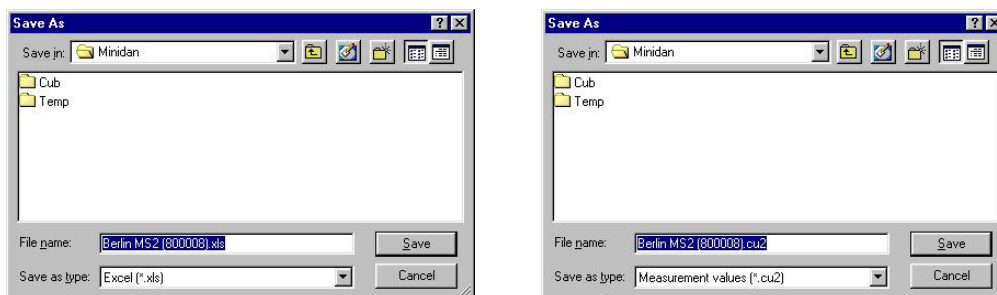 Save As
Save in: Minidan
Cub
Temp
File name: Berlin MS2 (800008).xls Save
Save as type: Excel (*.xls) Cancel
Save As
Save in: Minidan
Cub
Temp
File name: Berlin MS2 (800008).cu2 Save
Save as type: Measurement values (*.cu2) Cancel